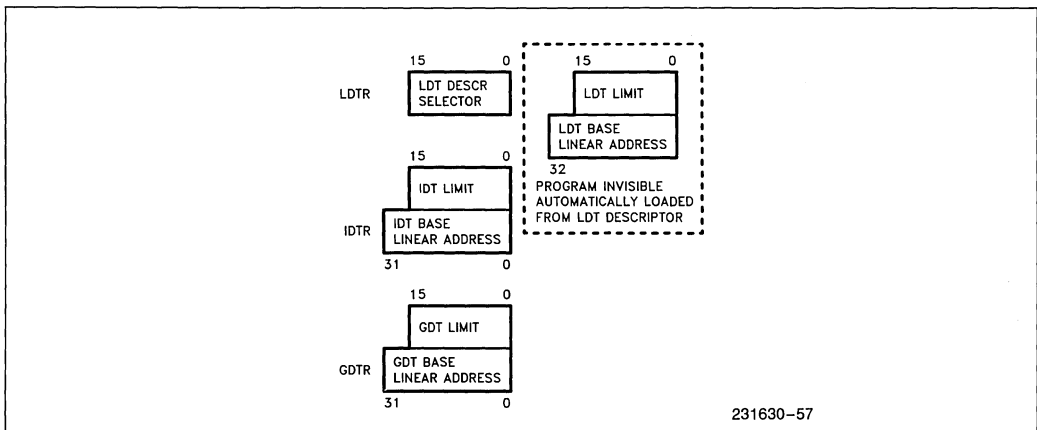 15 0
LDTR
LDT DESCR
SELECTOR
15 0
LDT LIMIT
LDT BASE
LINEAR ADDRESS
32
PROGRAM INVISIBLE
AUTOMATICALLY LOADED
FROM LDT DESCRIPTOR
15 0
IDT LIMIT
IDTR
IDT BASE
LINEAR ADDRESS
31 0
15 0
GDT LIMIT
GDTR
GDT BASE
LINEAR ADDRESS
31 0
231630-57